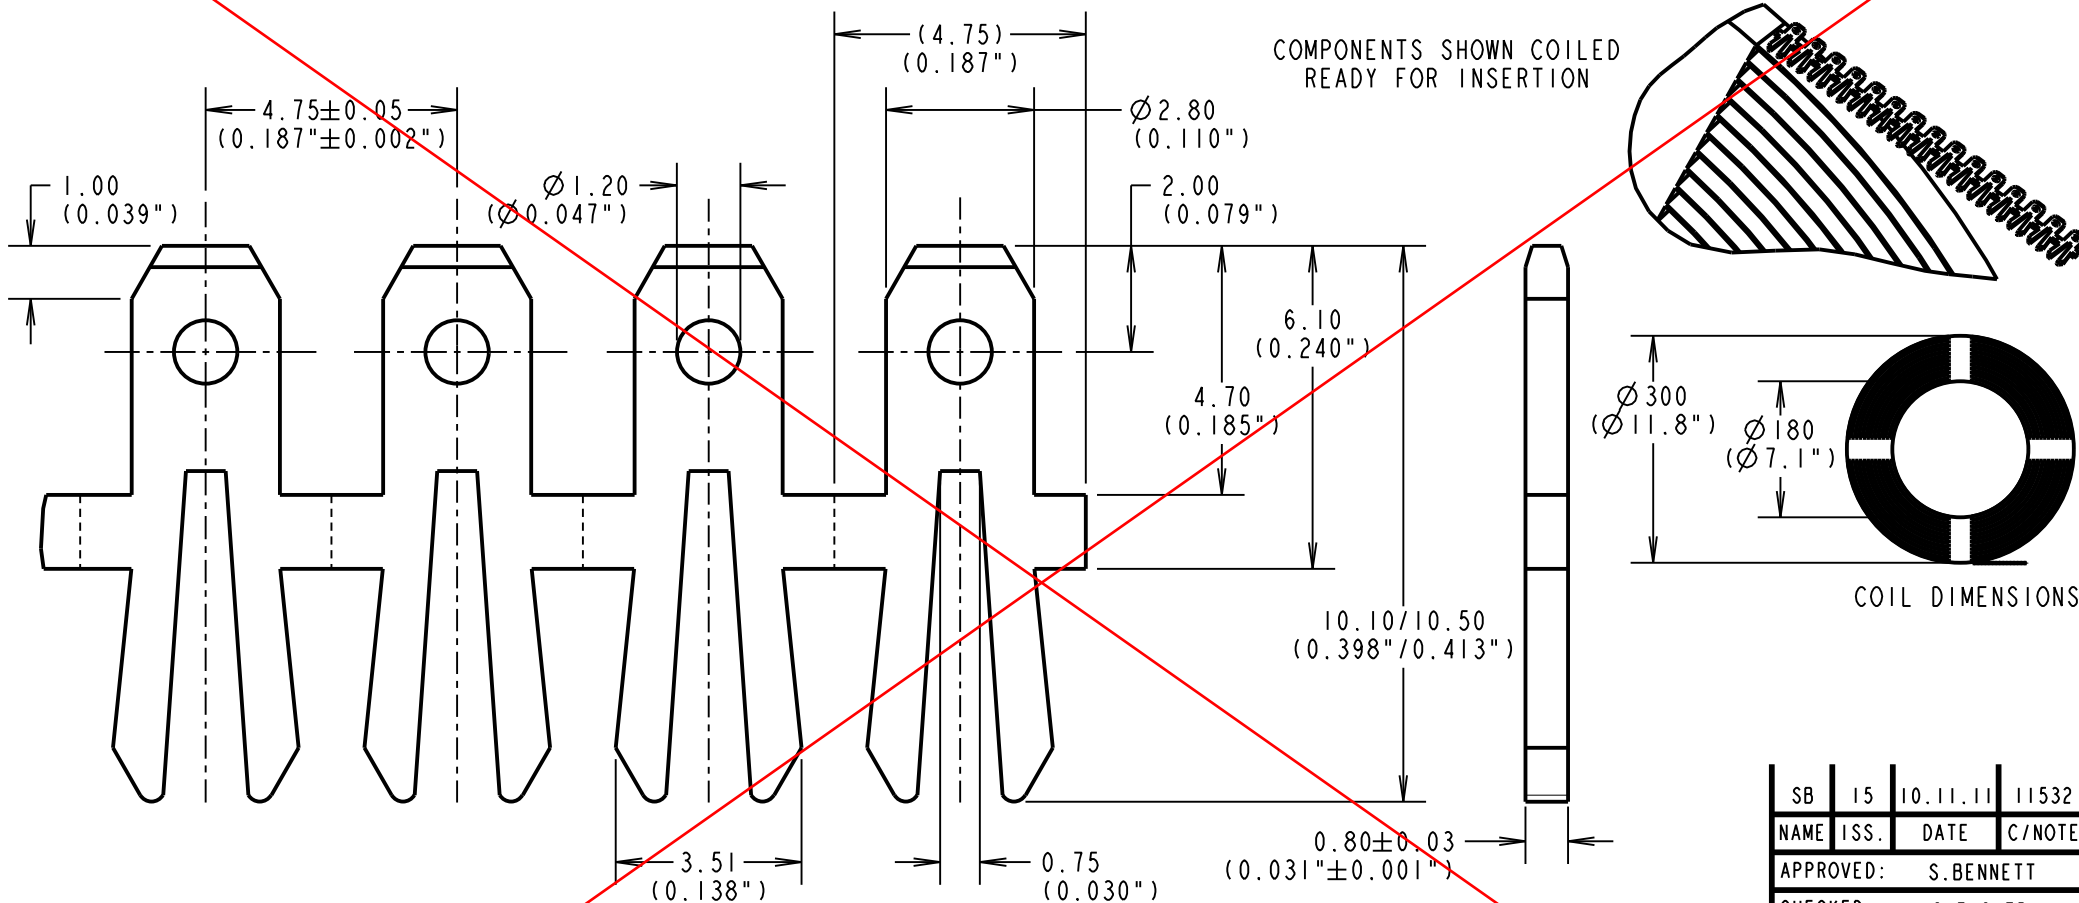 (4.75)
(0.187")
COMPONENTS SHOWN COILED
READY FOR INSERTION
4.75±0.05
(0.187"±0.002")
Ø2.80
(0.110")
1.00
(0.039")
Ø1.20
(Ø0.047")
2.00
(0.079")
6.10
(0.240")
4.70
(0.185")
Ø300
(Ø11.8")
Ø180
(Ø7.1")
COIL DIMENSIONS
10.10/10.50
(0.398"/0.413")
0.80±0.03
(0.031"±0.001")
3.51
(0.138")
0.75
(0.030")
SB 15 10.11.11 11532
NAME ISS. DATE C/NOTE
APPROVED: S.BENNETT